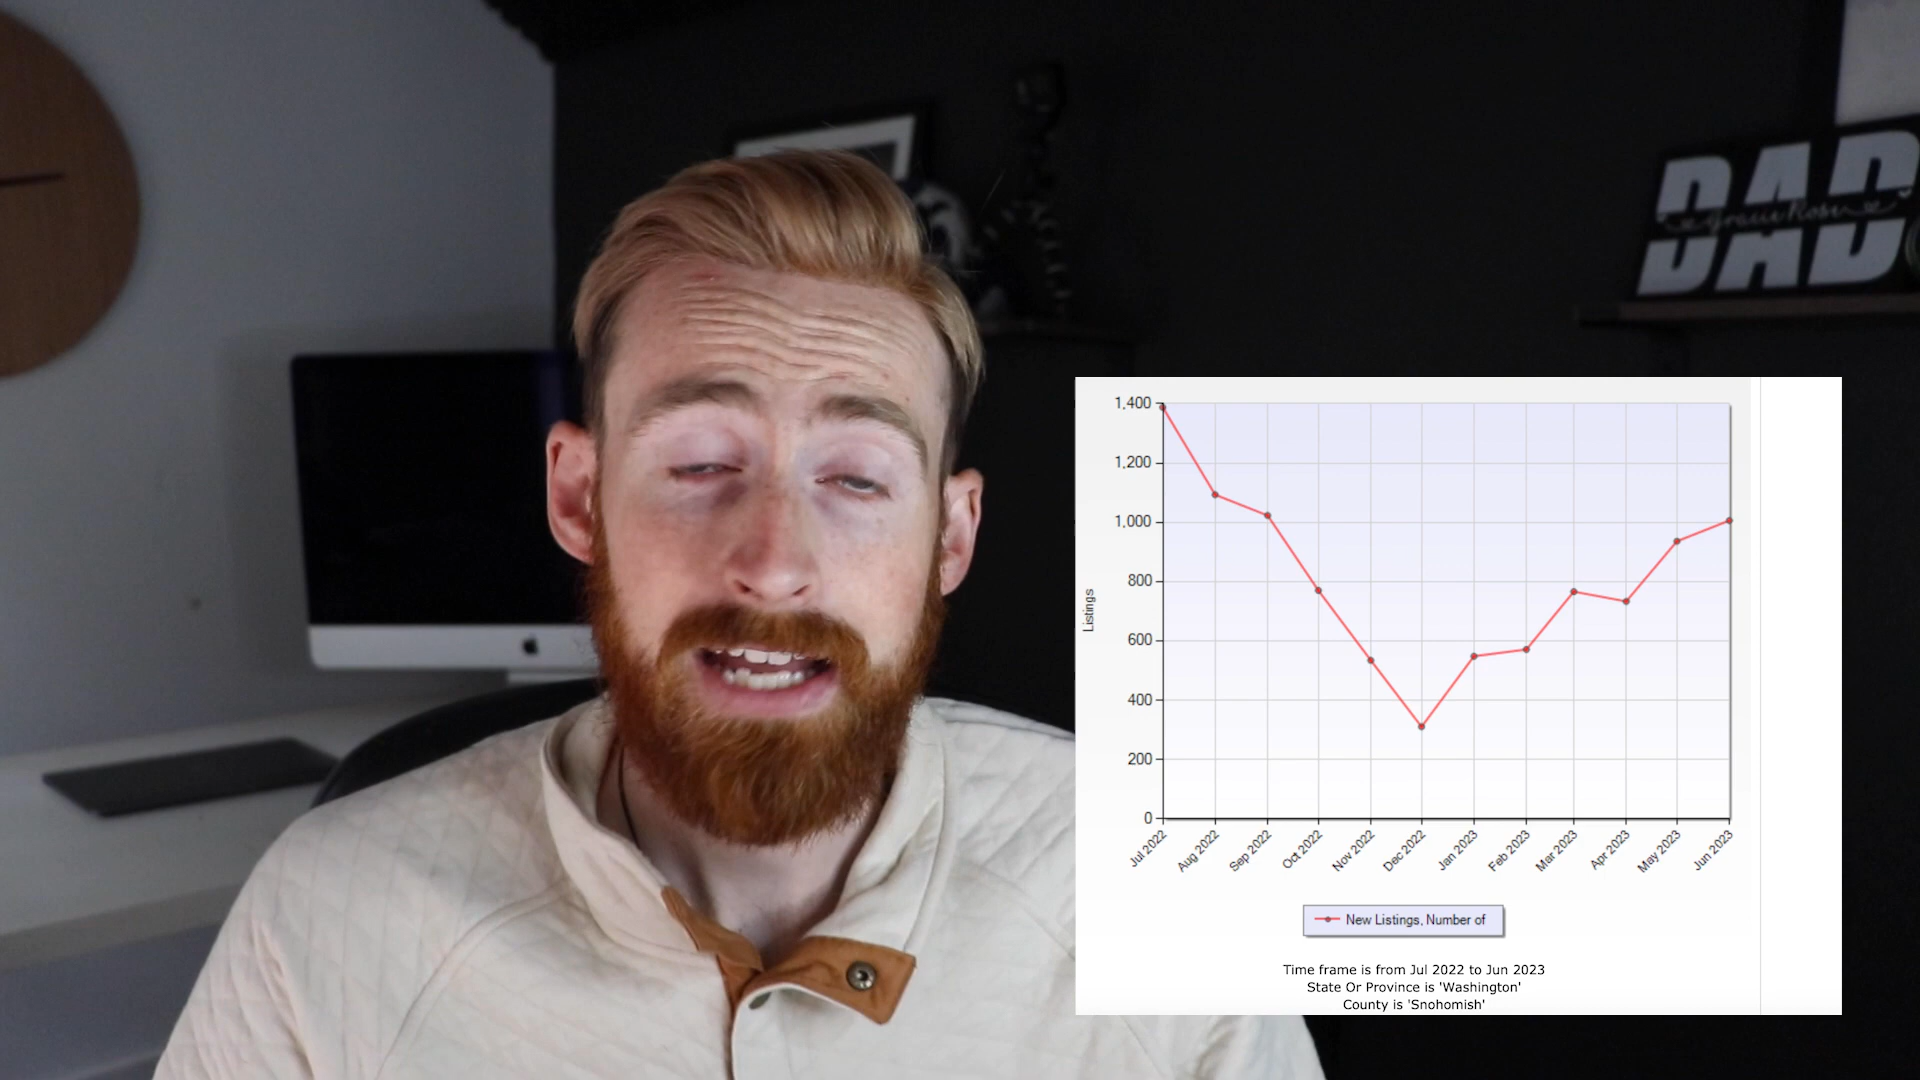 DAD
Gracie Rose
1,400
1,200
1,000
800
600
400
200
0
Listings
Jul 2022
Aug 2022
Sep 2022
Oct 2022
Nov 2022
Dec 2022
Jan 2023
Feb 2023
Mar 2023
Apr 2023
May 2023
Jun 2023
New Listings, Number of
Time frame is from Jul 2022 to Jun 2023
State Or Province is 'Washington'
County is 'Snohomish'